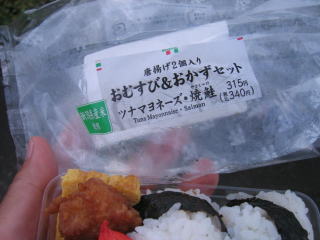 唐揚げ2個入り
おむすび&おかずセット
ツナマヨネーズ・焼鮭
315円
(税込340円)
Tuna Mayonnaise・Salmon